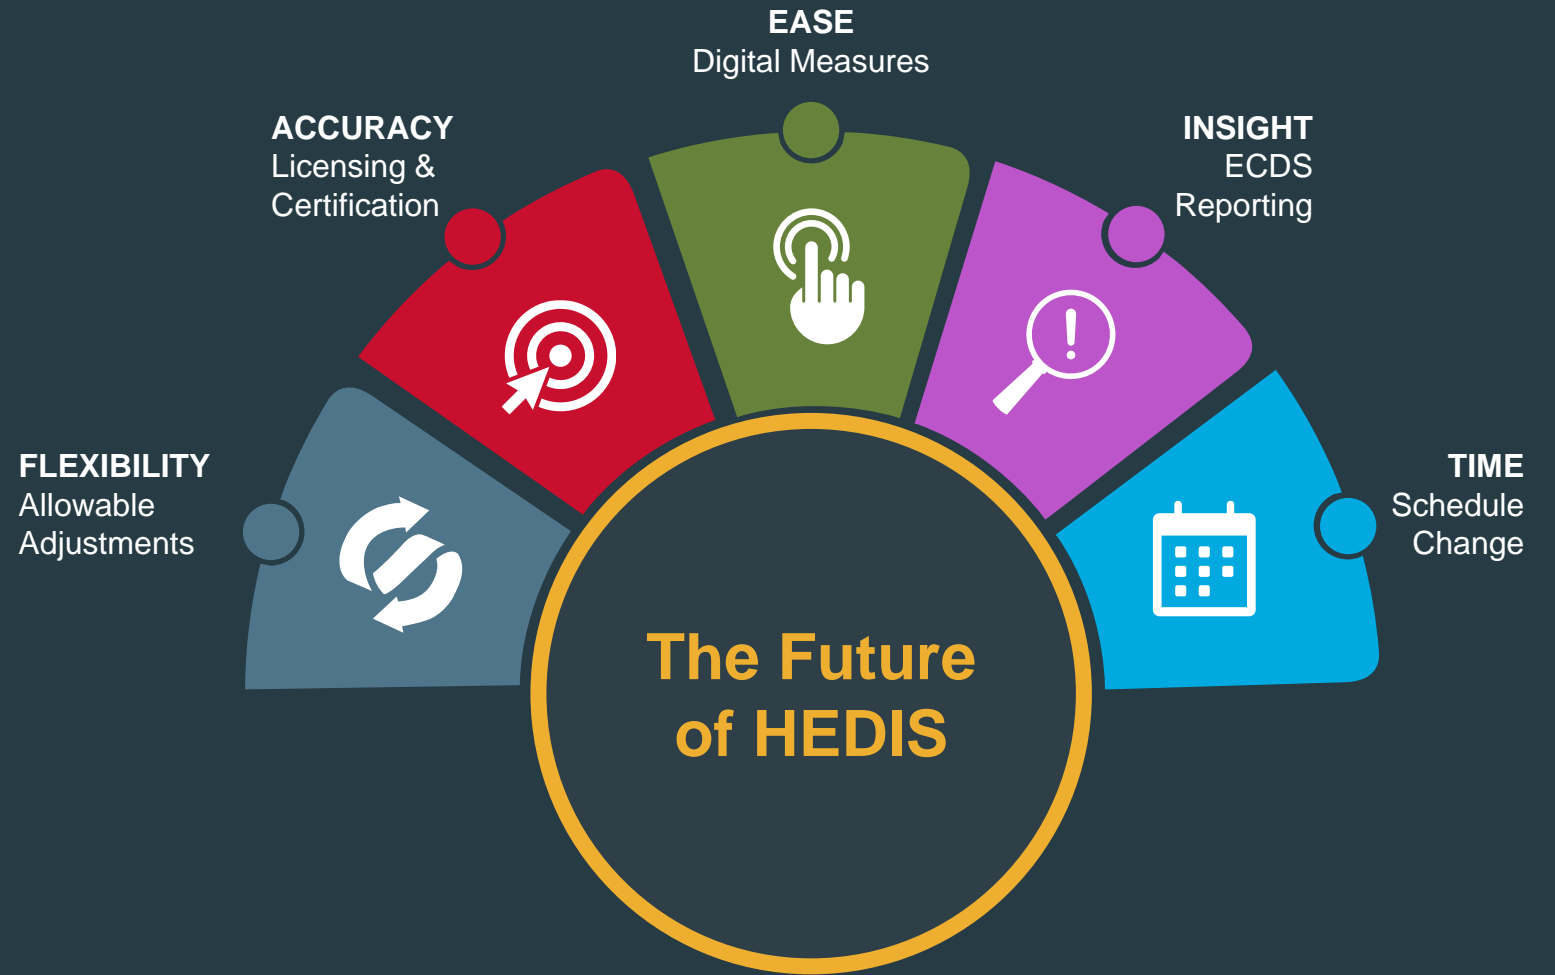 EASE
Digital Measures
ACCURACY
Licensing &
Certification
INSIGHT
ECDS
Reporting
FLEXIBILITY
Allowable
Adjustments
TIME
Schedule
Change
The Future
of HEDIS